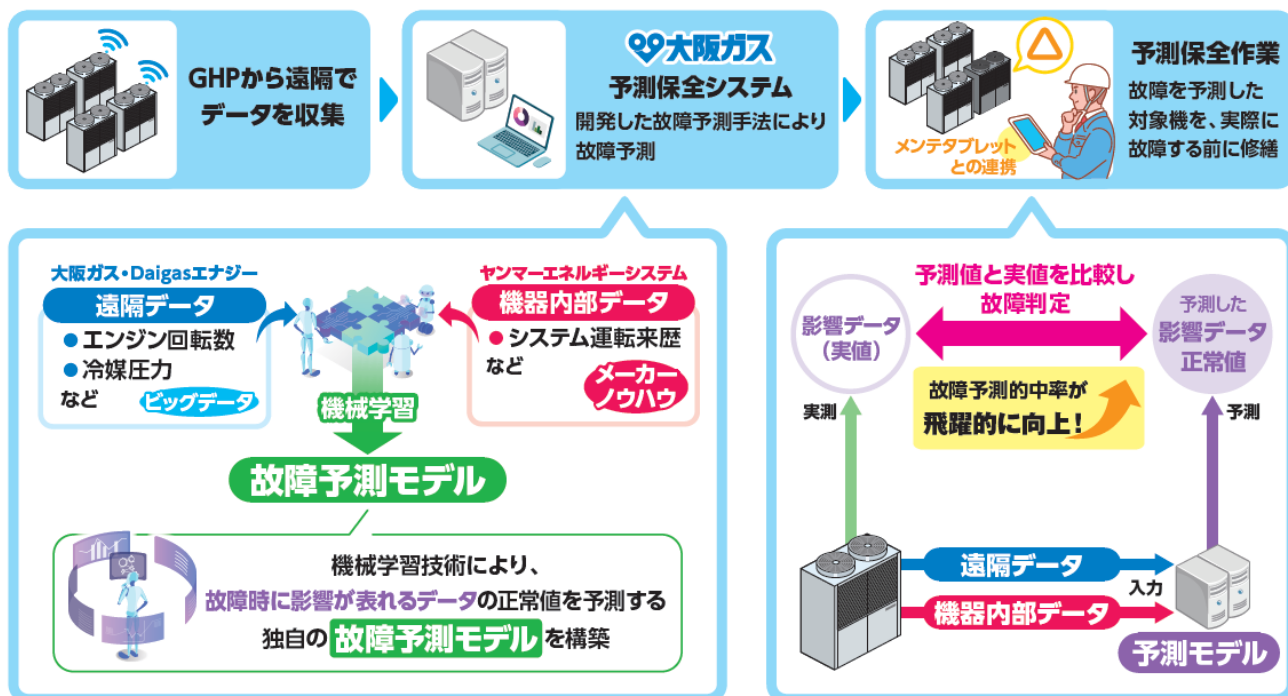 GHPから遠隔で
データを収集
大阪ガス
予測保全システム
開発した故障予測手法により
故障予測
予測保全作業
故障を予測した
対象機を、実際に
故障する前に修繕
メンテタブレット
との連携
大阪ガス・Daigasエナジー
遠隔データ
●エンジン回転数
●冷媒圧力
など
ビッグデータ
ヤンマーエネルギーシステム
機器内部データ
●システム運転来歴
など
メーカー
ノウハウ
機械学習
故障予測モデル
機械学習技術により、
故障時に影響が表れるデータの正常値を予測する
独自の故障予測モデルを構築
予測値と実値を比較し
故障判定
影響データ
(実値)
予測した
影響データ
正常値
故障予測的中率が
飛躍的に向上!
実測
予測
遠隔データ
入力
機器内部データ
予測モデル